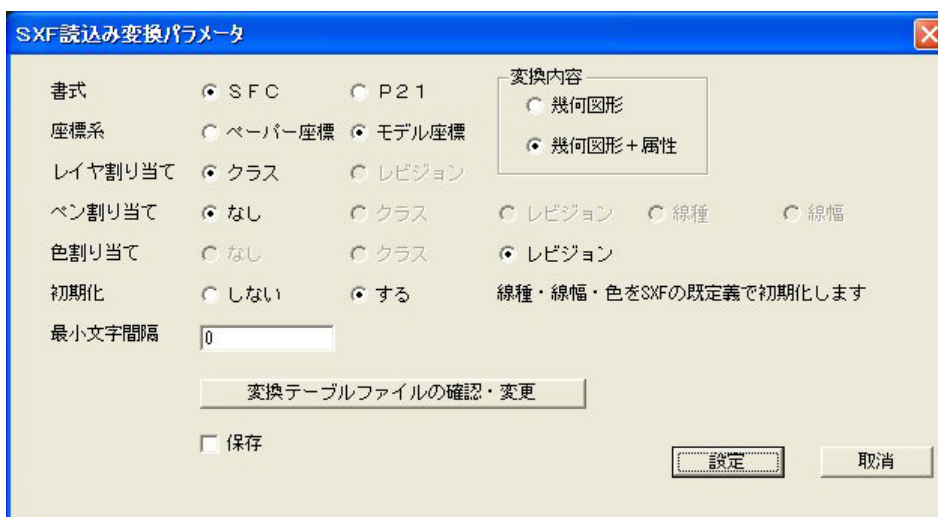 SXF読込み変換パラメータ
書式 SFC P21
変換内容
幾何図形
幾何図形+属性
座標系 ペーパー座標 モデル座標
レイヤ割り当て クラス レビジョン
ペン割り当て なし クラス レビジョン 線種 線幅
色割り当て なし クラス レビジョン
初期化 しない する 線種・線幅・色をSXFの既定義で初期化します
最小文字間隔 0
変換テーブルファイルの確認・変更
保存
設定 取消